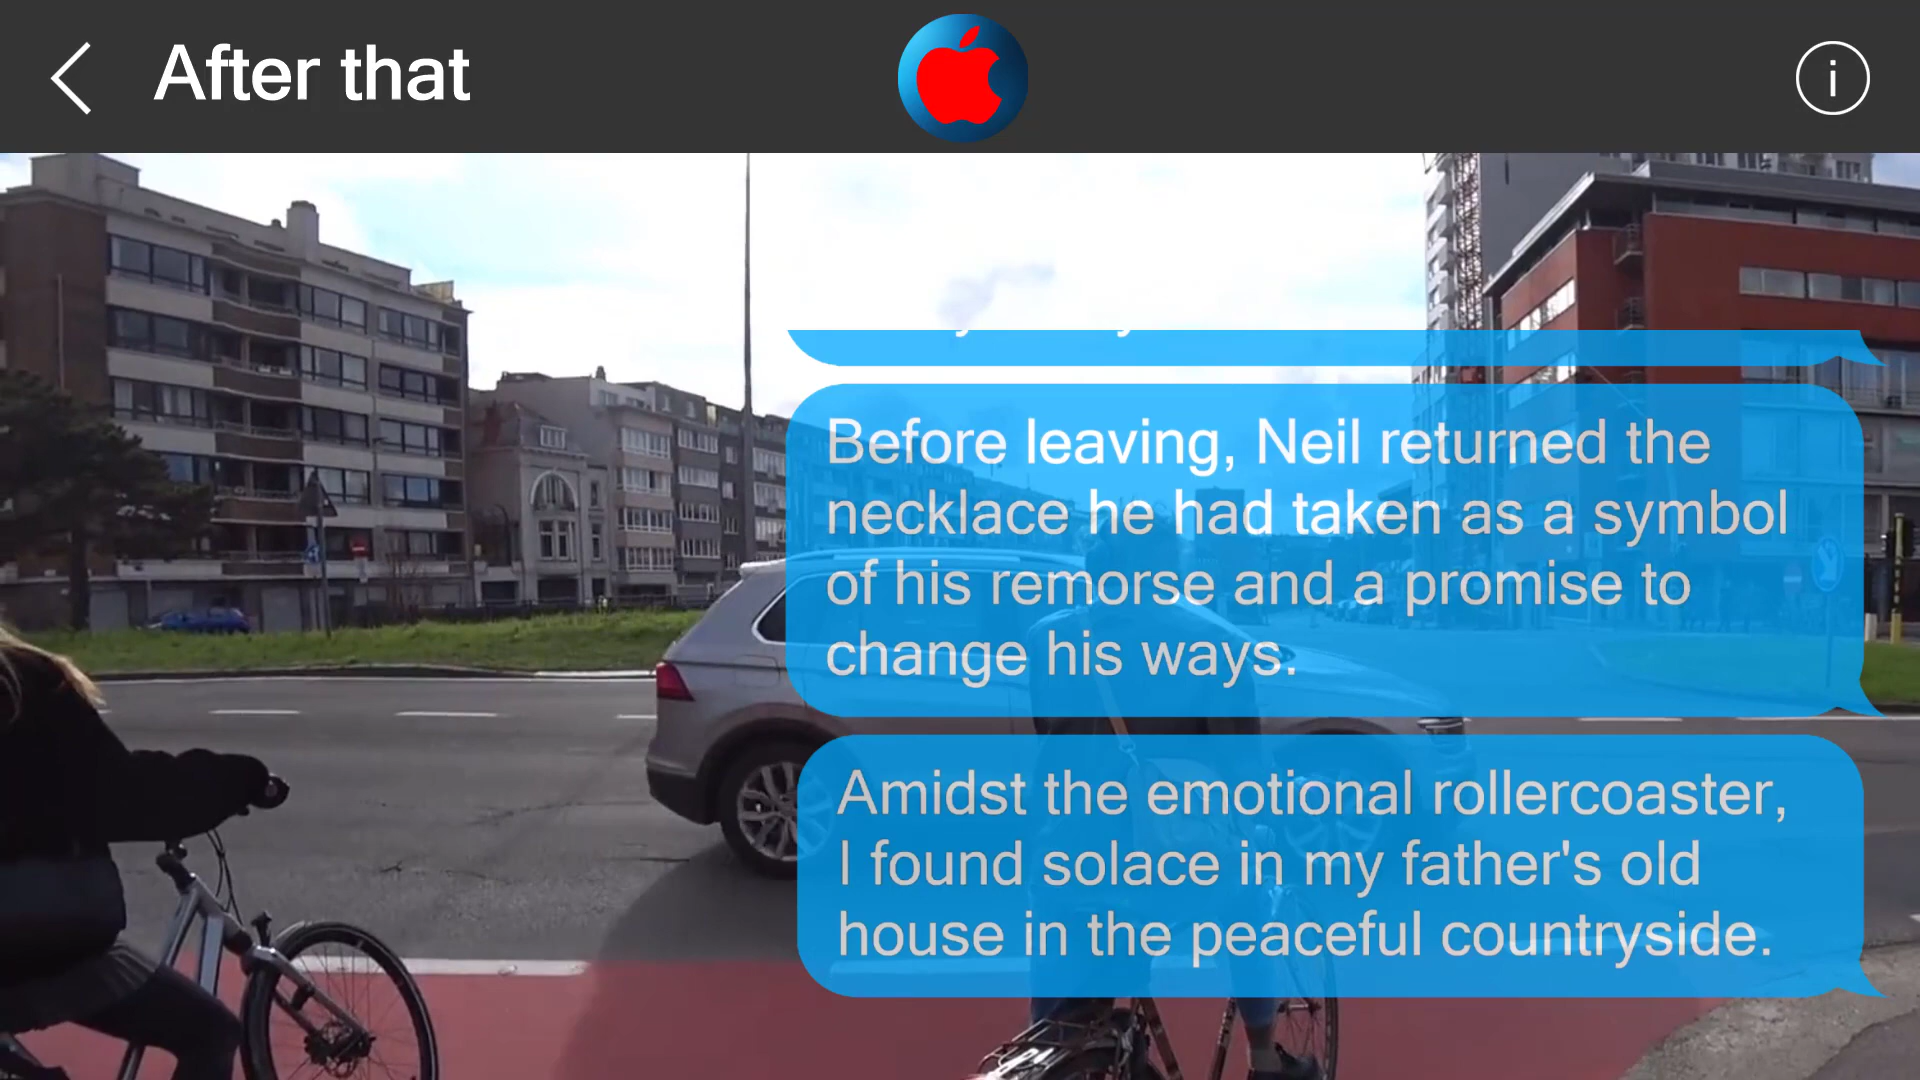 After that
i
Before leaving, Neil returned the
necklace he had taken as a symbol
of his remorse and a promise to
change his ways.
Amidst the emotional rollercoaster,
I found solace in my father's old
house in the peaceful countryside.